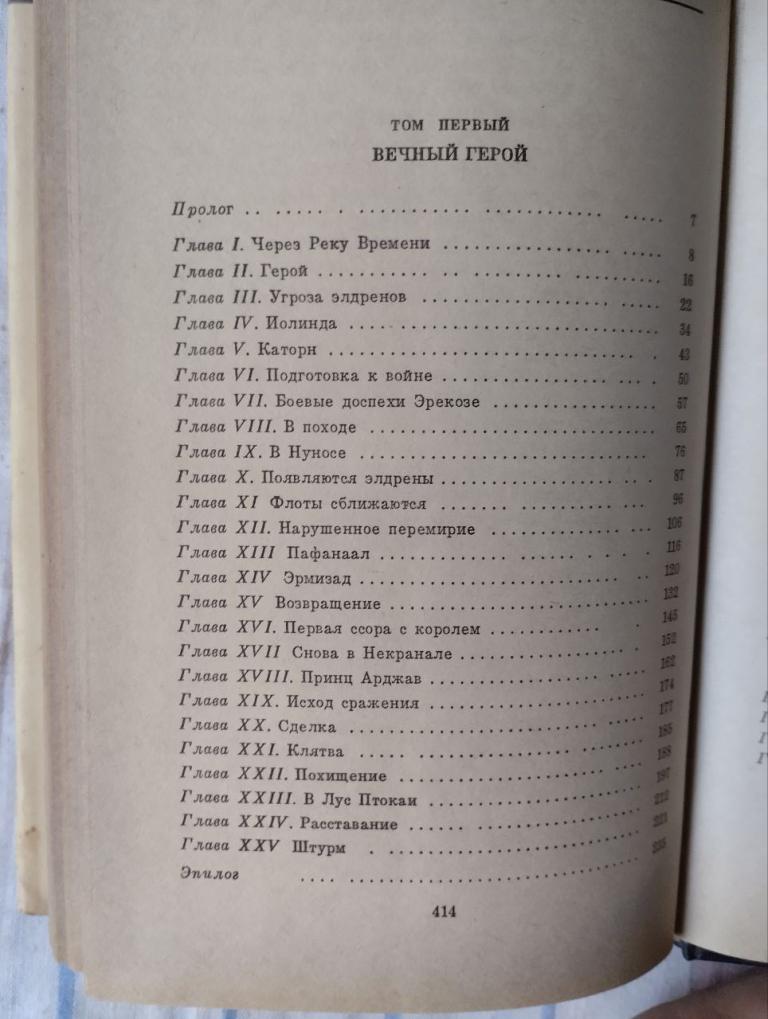 ТОМ ПЕРВЫЙ
ВЕЧНЫЙ ГЕРОЙ
Пролог .. ...... . ............ ............. ..... 7
Глава I. Через Реку Времени .................. ..... 8
Глава II. Герой ............. .. ......... ............ 16
Глава III. Угроза элдренов .................... ..... 22
Глава IV. Иолинда .... ............................. 34
Глава V. Каторн ................................ . 43
Глава VI. Подготовка к войне ................. ... . 50
Глава VII. Боевые доспехи Эрекозе .................. 57
Глава VIII. В походе ............................... 65
Глава IX. В Нуносе ............................... 76
Глава X. Появляются элдрены ................. .. . 87
Глава XI Флоты сближаются ....... ........... ... 96
Глава XII. Нарушенное перемирие ............. ... 106
Глава XIII Пафанаал ................... . . . . 116
Глава XIV Эрмизад .......................... .. 120
Глава XV Возвращение ............................ 132
Глава XVI. Первая ссора с королем ............ . 145
Глава XVII Снова в Некранале ................. . 152
Глава XVIII. Принц Арджав ................. .... 162
Глава XIX. Исход сражения ....................... 174
Глава XX. Сделка ........................... .... 177
Глава XXI. Клятва ..... ......................... 185
Глава XXII. Похищение .................... ... 188
Глава XXIII. В Лус Птокаи ....................... 197
Глава XXIV. Расставание ...... ................. 212
Глава XXV Штурм . .............................. 221
Эпилог .... ............................. 235
414